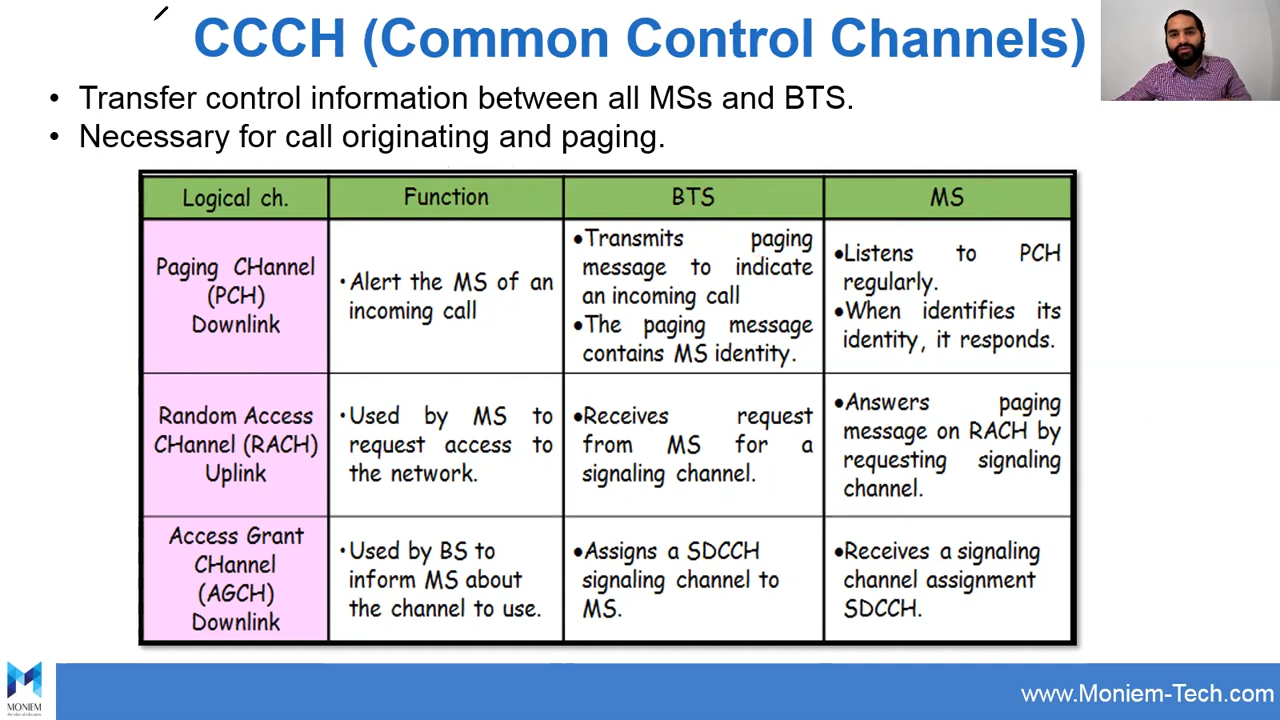 CCCH (Common Control Channels)
• Transfer control information between all MSs and BTS.
• Necessary for call originating and paging.
Logical ch.
Function
BTS
MS
Paging CHannel
(PCH)
Downlink
•Alert the MS of an
incoming call
•Transmits paging
message to indicate
an incoming call
•The paging message
contains MS identity.
•Listens to PCH
regularly.
•When identifies its
identity, it responds.
Random Access
CHannel (RACH)
Uplink
•Used by MS to
request access to
the network.
•Receives request
from MS for a
signaling channel.
•Answers paging
message on RACH by
requesting signaling
channel.
Access Grant
CHannel
(AGCH)
Downlink
•Used by BS to
inform MS about
the channel to use.
•Assigns a SDCCH
signaling channel to
MS.
•Receives a signaling
channel assignment
SDCCH.
MONIEM
www.Moniem-Tech.com